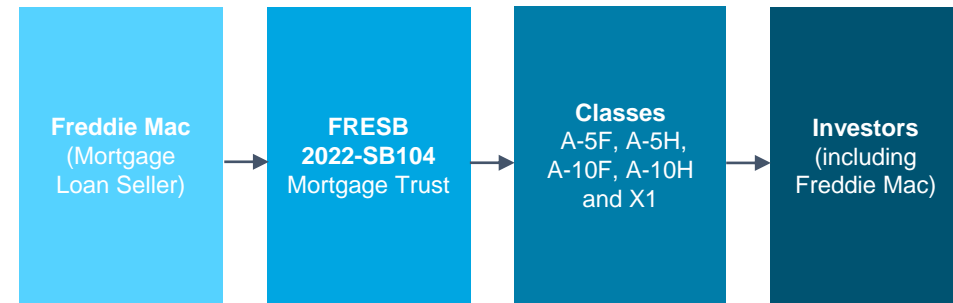 Freddie Mac
(Mortgage
Loan Seller)
FRESB
2022-SB104
Mortgage Trust
Classes
A-5F, A-5H,
A-10F, A-10H
and X1
Investors
(including
Freddie Mac)